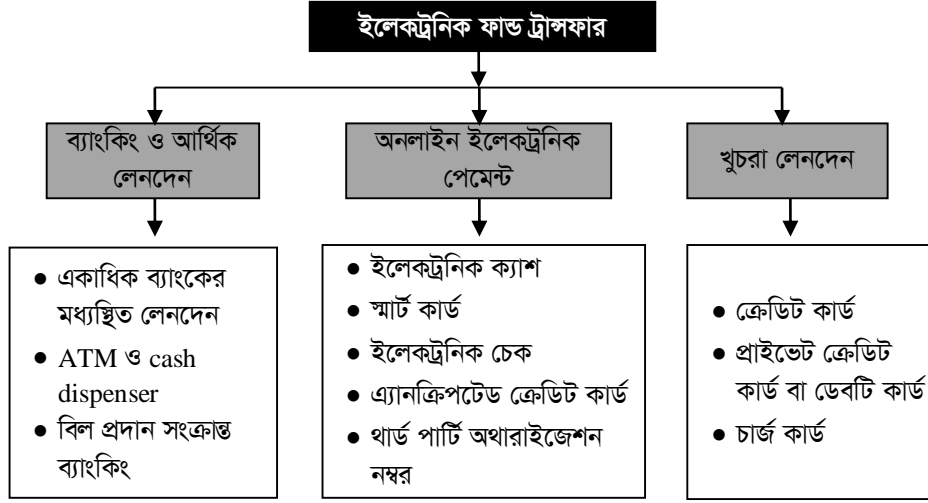 ইলেকট্রনিক ফান্ড ট্রান্সফার
ব্যাংকিং ও আর্থিক
লেনদেন
অনলাইন ইলেকট্রনিক
পেমেন্ট
খুচরা লেনদেন
● একাধিক ব্যাংকের
মধ্যস্থিত লেনদেন
● ATM ও cash
dispenser
● বিল প্রদান সংক্রান্ত
ব্যাংকিং
● ইলেকট্রনিক ক্যাশ
● স্মার্ট কার্ড
● ইলেকট্রনিক চেক
● এ্যানক্রিপটেড ক্রেডিট কার্ড
● থার্ড পার্টি অথারাইজেশন
নম্বর
● ক্রেডিট কার্ড
● প্রাইভেট ক্রেডিট
কার্ড বা ডেবটি কার্ড
● চার্জ কার্ড